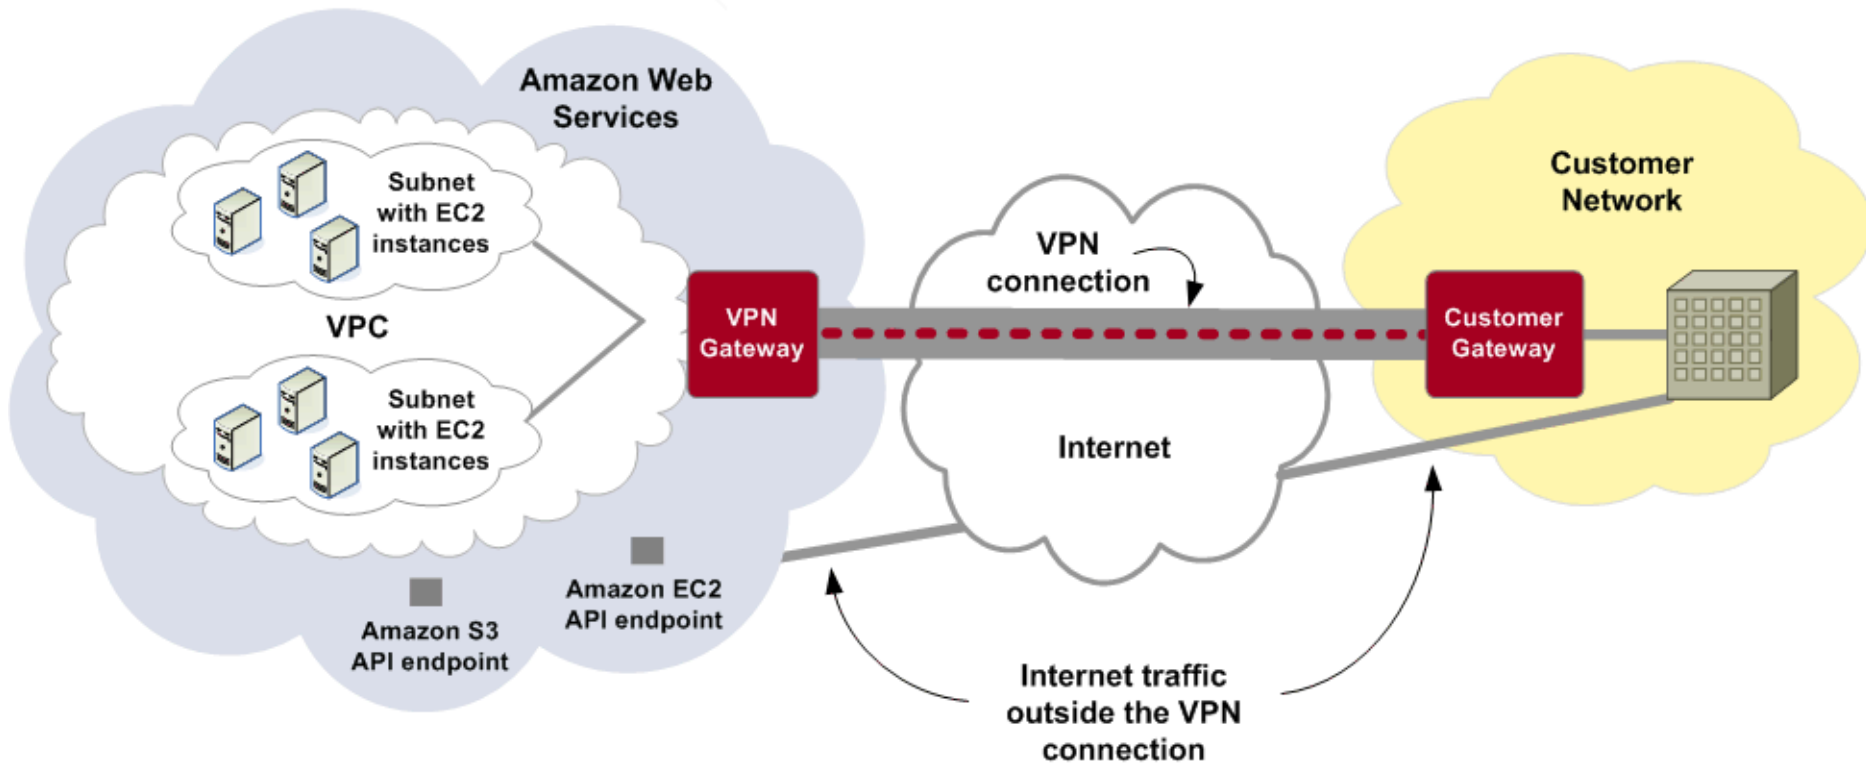 Amazon Web
Services
Subnet
with EC2
instances
VPC
Subnet
with EC2
instances
VPN
Gateway
Amazon S3
API endpoint
Amazon EC2
API endpoint
VPN
connection
Internet
Customer
Network
Customer
Gateway
Internet traffic
outside the VPN
connection